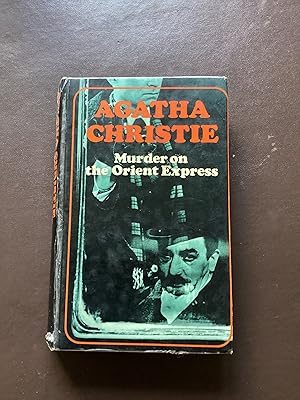 AGATHA
CHRISTIE
Murder on
the Orient Express